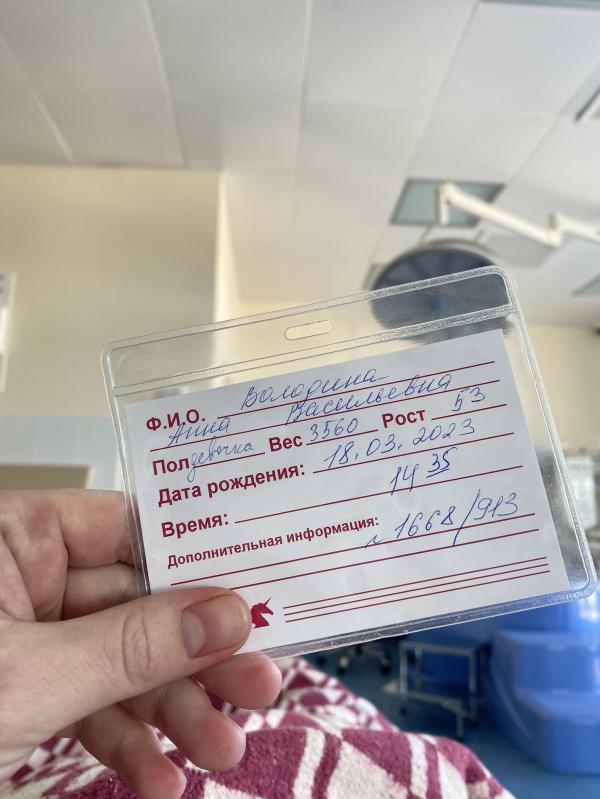 Ф.И.О. Володина
Анна Васильевна
Пол девочка Вес 3560 Рост 53
Дата рождения: 18.03.2023
Время: 14 35
Дополнительная информация: 1668/913